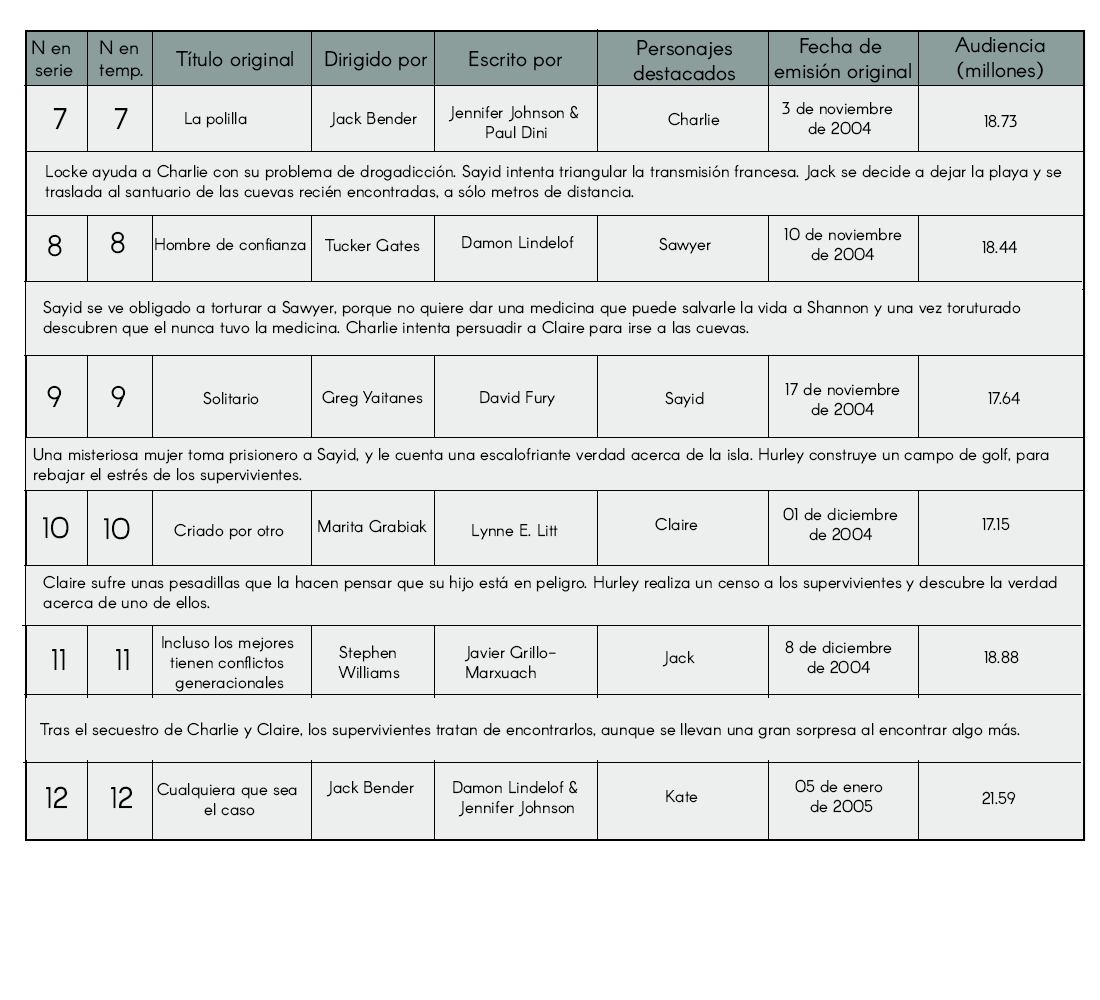 N en serie
N en temp.
Título original
Dirigido por
Escrito por
Personajes destacados
Fecha de emisión original
Audiencia (millones)
7
7
La polilla
Jack Bender
Jennifer Johnson &
Paul Dini
Charlie
3 de noviembre
de 2004
18.73
Locke ayuda a Charlie con su problema de drogadicción. Sayid intenta triangular la transmisión francesa. Jack se decide a dejar la playa y se
traslada al santuario de las cuevas recién encontradas, a sólo metros de distancia.
8
8
Hombre de confianza
Tucker Gates
Damon Lindelof
Sawyer
10 de noviembre
de 2004
18.44
Sayid se ve obligado a torturar a Sawyer, porque no quiere dar una medicina que puede salvarle la vida a Shannon y una vez toruturado
descubren que el nunca tuvo la medicina. Charlie intenta persuadir a Claire para irse a las cuevas.
9
9
Solitario
Greg Yaitanes
David Fury
Sayid
17 de noviembre
de 2004
17.64
Una misteriosa mujer toma prisionero a Sayid, y le cuenta una escalofriante verdad acerca de la isla. Hurley construye un campo de golf, para
rebajar el estrés de los supervivientes.
10
10
Criado por otro
Marita Grabiak
Lynne E. Litt
Claire
01 de diciembre
de 2004
17.15
Claire sufre unas pesadillas que la hacen pensar que su hijo está en peligro. Hurley realiza un censo a los supervivientes y descubre la verdad
acerca de uno de ellos.
11
11
Incluso los mejores
tienen conflictos
generacionales
Stephen
Williams
Javier Grillo-
Marxuach
Jack
8 de diciembre
de 2004
18.88
Tras el secuestro de Charlie y Claire, los supervivientes tratan de encontrarlos, aunque se llevan una gran sorpresa al encontrar algo más.
12
12
Cualquiera que sea
el caso
Jack Bender
Damon Lindelof &
Jennifer Johnson
Kate
05 de enero
de 2005
21.59